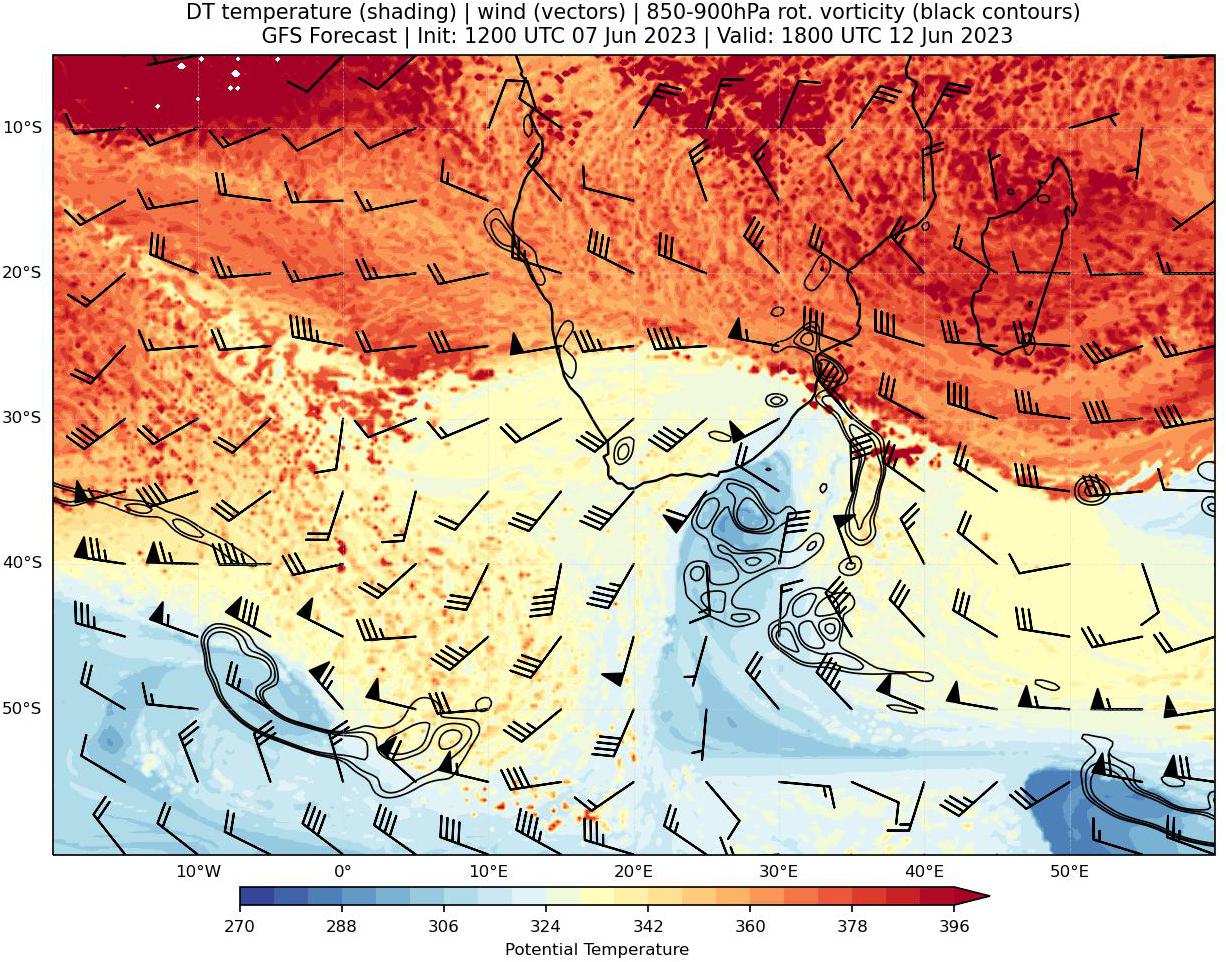 DT temperature (shading) | wind (vectors) | 850-900hPa rot. vorticity (black contours)
GFS Forecast | Init: 1200 UTC 07 Jun 2023 | Valid: 1800 UTC 12 Jun 2023
10°S
20°S
30°S
40°S
50°S
10°W 0° 10°E 20°E 30°E 40°E 50°E
270 288 306 324 342 360 378 396
Potential Temperature